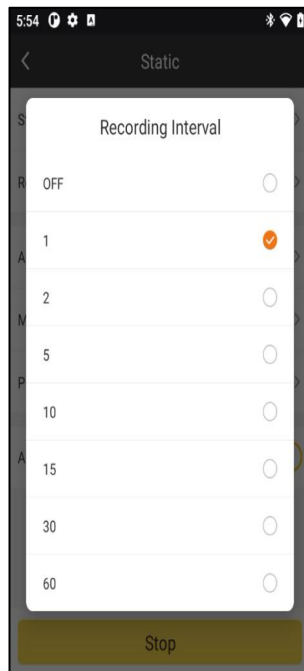 5:54
Static
S
Recording Interval
R
OFF
A
1
2
M
5
P
10
A
15
30
60
Stop